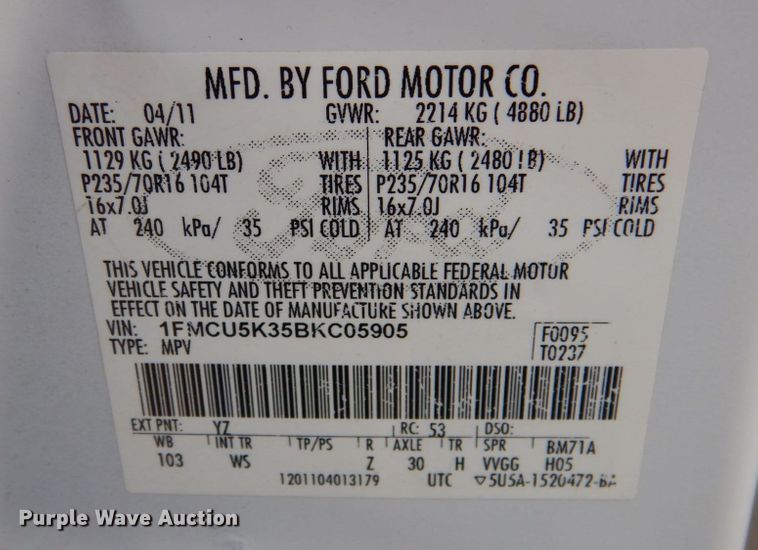 MFD. BY FORD MOTOR CO.
DATE: 04/11 GVWR: 2214 KG ( 4880 LB)
FRONT GAWR: REAR GAWR:
1129 KG ( 2490 LB) WITH 1125 KG ( 2480 LB) WITH
P235/70R16 104T TIRES P235/70R16 104T TIRES
16x7.0J RIMS 16x7.0J RIMS
AT 240 kPa/ 35 PSI COLD AT 240 kPa/ 35 PSI COLD
THIS VEHICLE CONFORMS TO ALL APPLICABLE FEDERAL MOTOR
VEHICLE SAFETY AND THEFT PREVENTION STANDARDS IN
EFFECT ON THE DATE OF MANUFACTURE SHOWN ABOVE.
VIN: 1FMCU5K35BKC05905 F0095
TYPE: MPV T0237
EXT PNT: YZ RC: 53 DSO:
WB INT TR TP/PS R AXLE TR SPR BM71A
103 WS Z 30 H VVGG H05
1201104013179 UTC ▽5U5A-1520472-BA
Purple Wave Auction